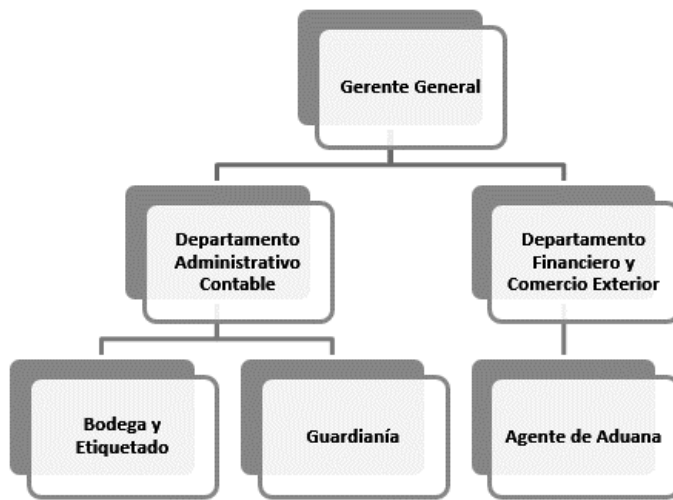 Gerente General
Departamento
Administrativo
Contable
Departamento
Financiero y
Comercio Exterior
Bodega y
Etiquetado
Guardianía
Agente de Aduana